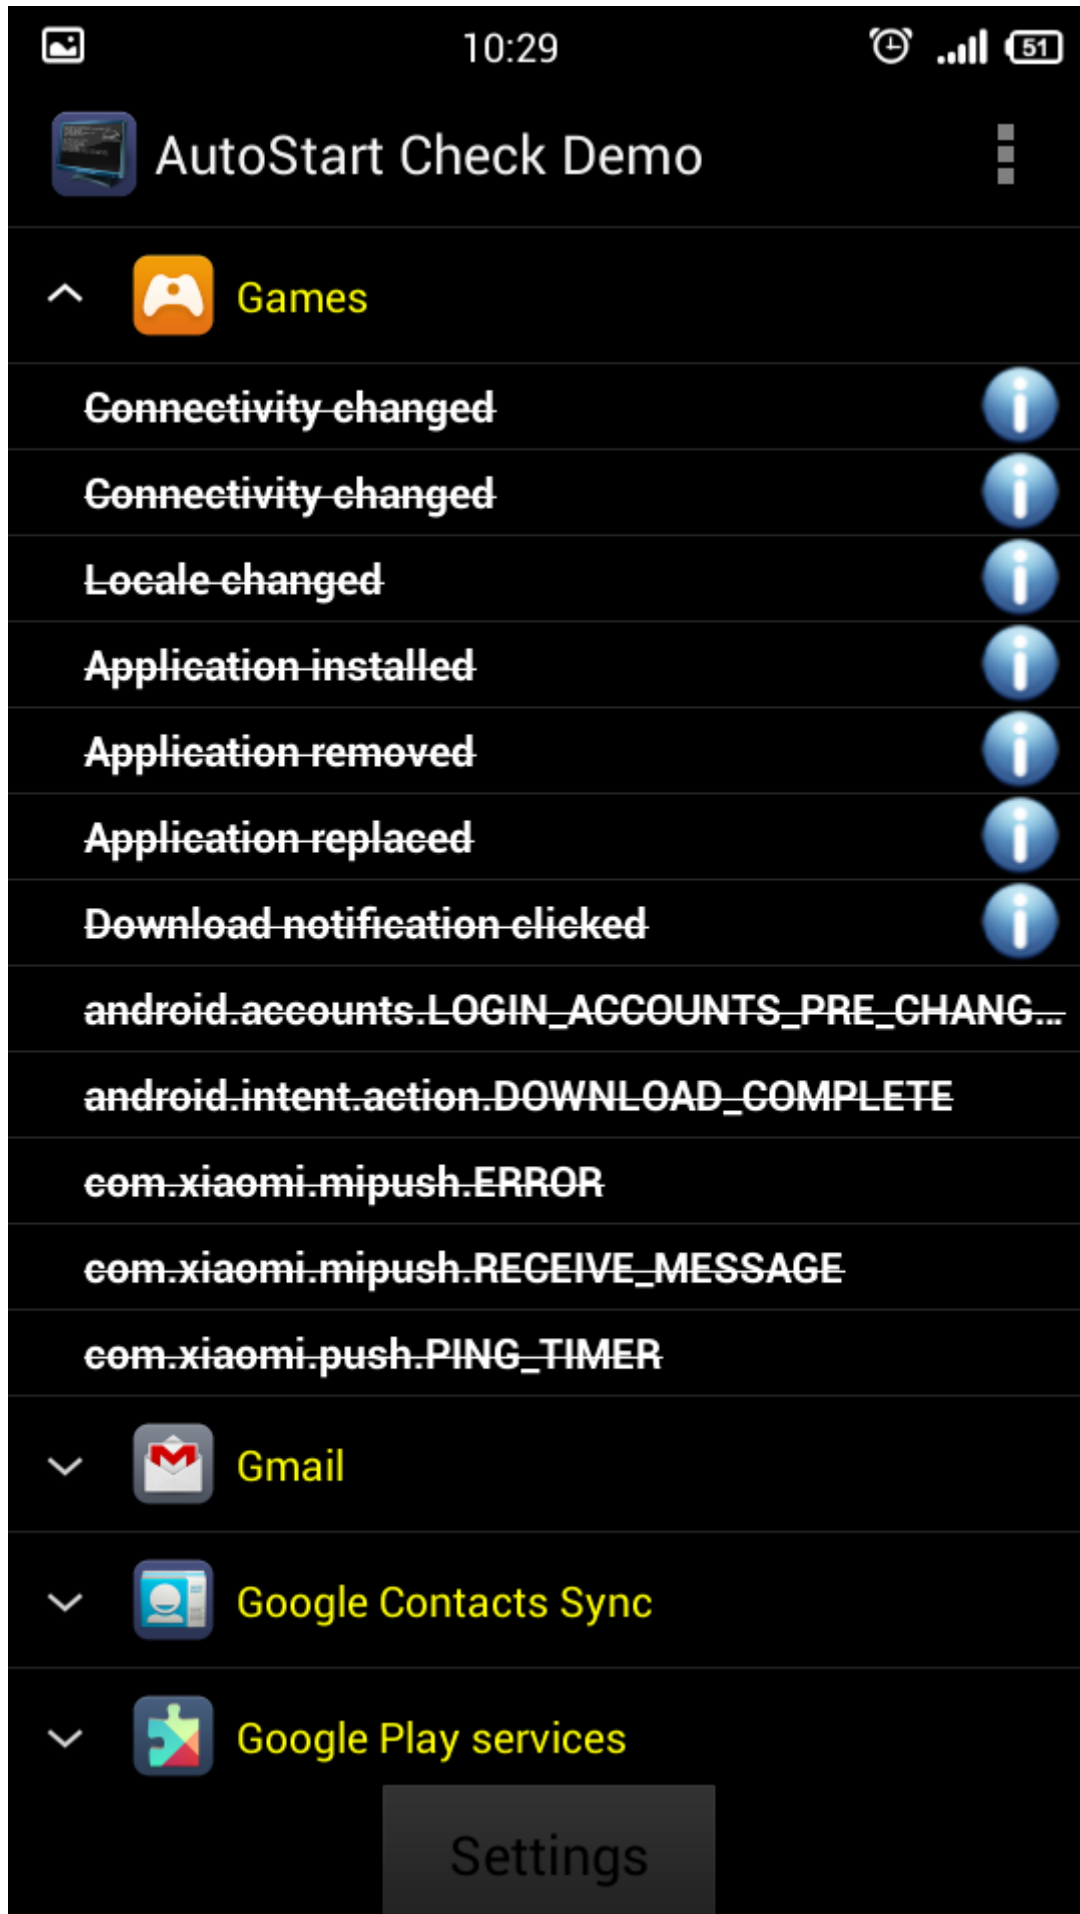 10:29
51
AutoStart Check Demo
Games
Connectivity changed
Connectivity changed
Locale changed
Application installed
Application removed
Application replaced
Download notification clicked
android.accounts.LOGIN_ACCOUNTS_PRE_CHANG...
android.intent.action.DOWNLOAD_COMPLETE
com.xiaomi.mipush.ERROR
com.xiaomi.mipush.RECEIVE_MESSAGE
com.xiaomi.push.PING_TIMER
Gmail
Google Contacts Sync
Google Play services
Settings